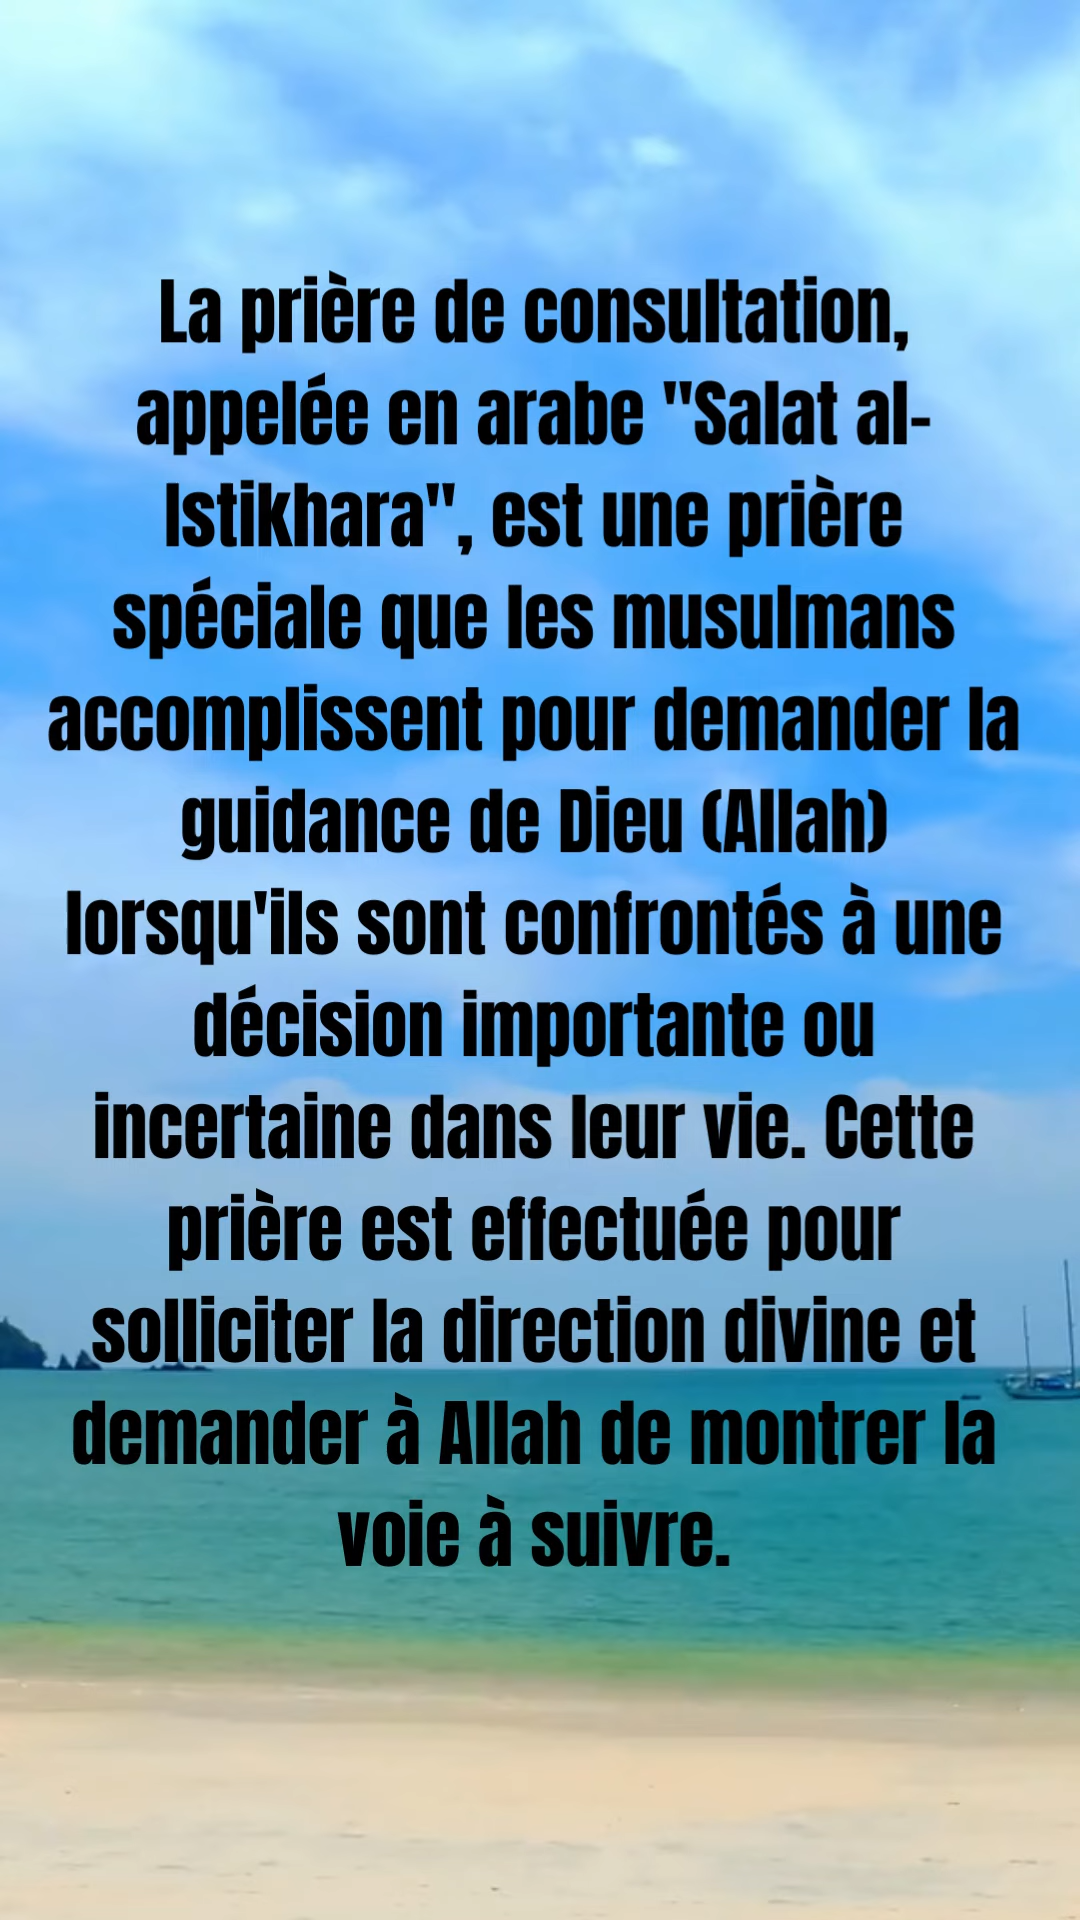 La prière de consultation,
appelée en arabe "Salat al-
Istikhara", est une prière
spéciale que les musulmans
accomplissent pour demander la
guidance de Dieu (Allah)
lorsqu'ils sont confrontés à une
décision importante ou
incertaine dans leur vie. Cette
prière est effectuée pour
solliciter la direction divine et
demander à Allah de montrer la
voie à suivre.